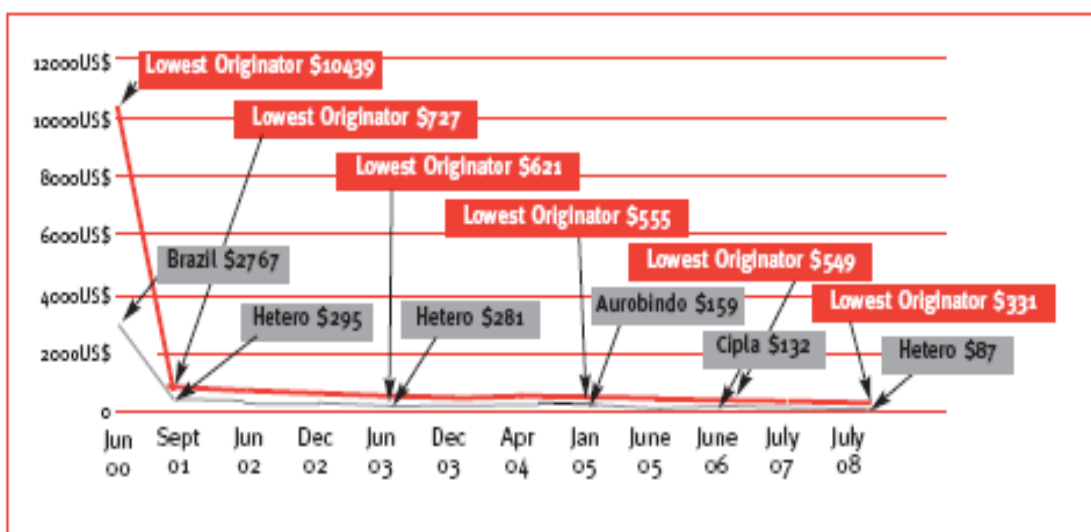 12000US$
Lowest Originator $10439
10000US$
Lowest Originator $727
8000US$
Lowest Originator $621
6000US$
Lowest Originator $555
Brazil $2767
Lowest Originator $549
4000US$
Hetero $295
Hetero $281
Aurobindo $159
Lowest Originator $331
2000US$
Cipla $132
Hetero $87
0
Jun Sept Jun Dec Jun Dec Apr Jan June June July July
00 01 02 02 03 03 04 05 05 06 07 08